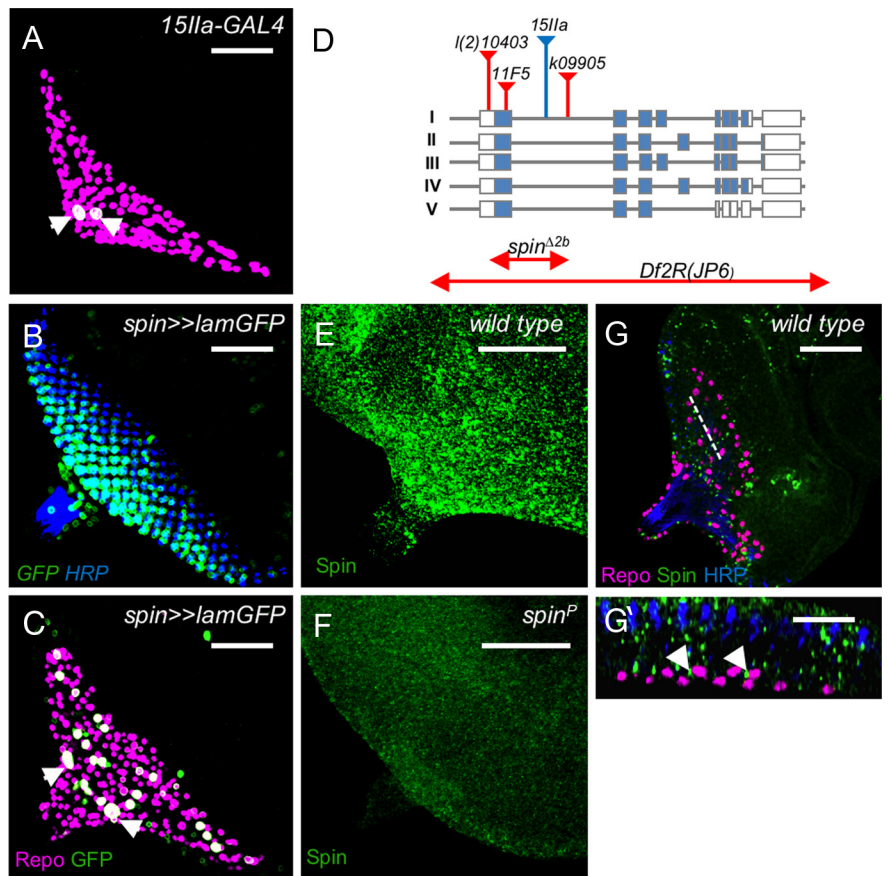 A
15IIa-GAL4
B
spin>>lamGFP
GFP HRP
C
spin>>lamGFP
Repo GFP
D
15IIa
l(2)10403
k09905
11F5
I
II
III
IV
V
spinΔ2b
Df2R(JP6)
E
wild type
Spin
F
spinP
Spin
G
wild type
Repo Spin HRP
G'